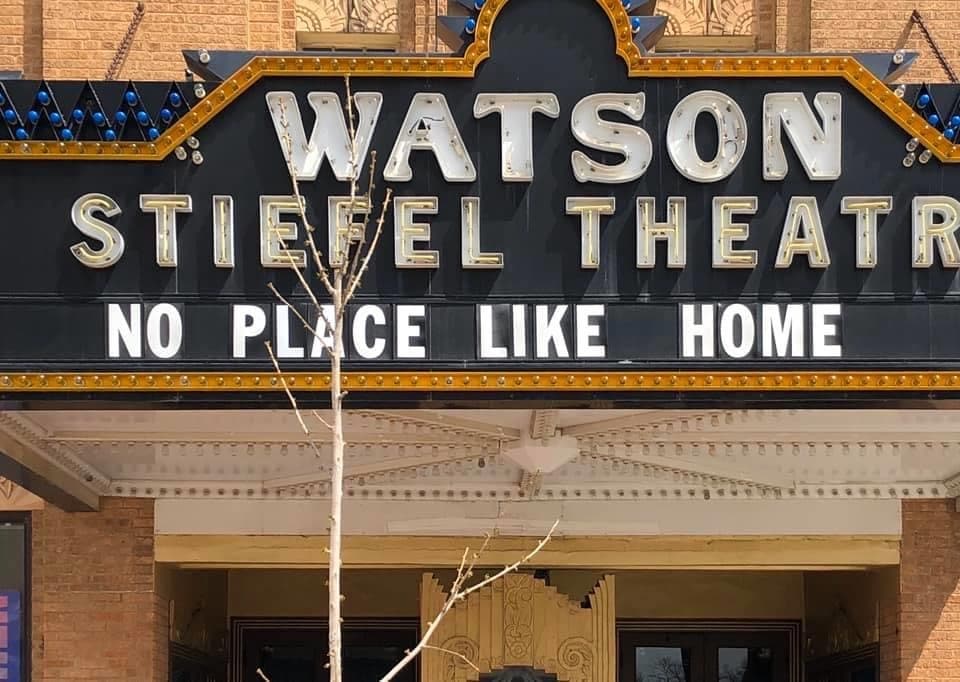 WATSON
STIEFEL THEATR
NO PLACE LIKE HOME